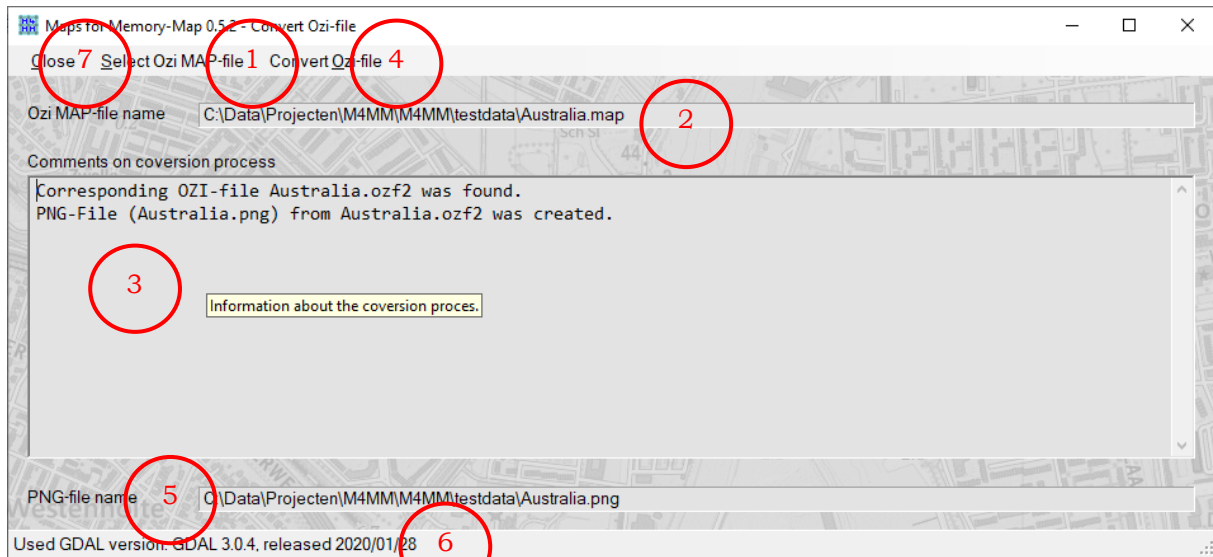 Maps for Memory-Map 0.5.2 - Convert Ozi-file
Close 7 Select Ozi MAP-file 1 Convert Ozi-file 4
Ozi MAP-file name C:\Data\Projecten\M4MM\M4MM\testdata\Australia.map 2
Sch Sl
44
Comments on coversion process
Corresponding OZI-file Australia.ozf2 was found.
PNG-File (Australia.png) from Australia.ozf2 was created.
3
Information about the coversion proces.
PNG-file name 5 C:\Data\Projecten\M4MM\M4MM\testdata\Australia.png
Westenholte
Used GDAL version: GDAL 3.0.4, released 2020/01/28 6